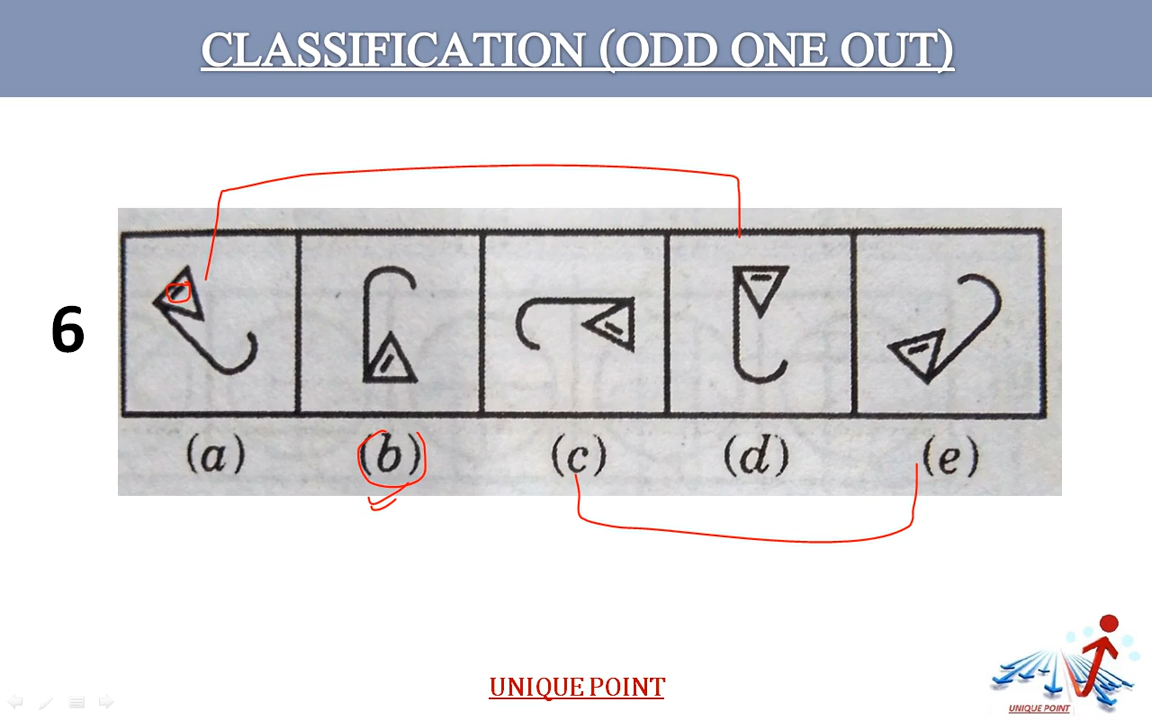 CLASSIFICATION (ODD ONE OUT)
6
(a) (b) (c) (d) (e)
UNIQUE POINT
UNIQUE POINT